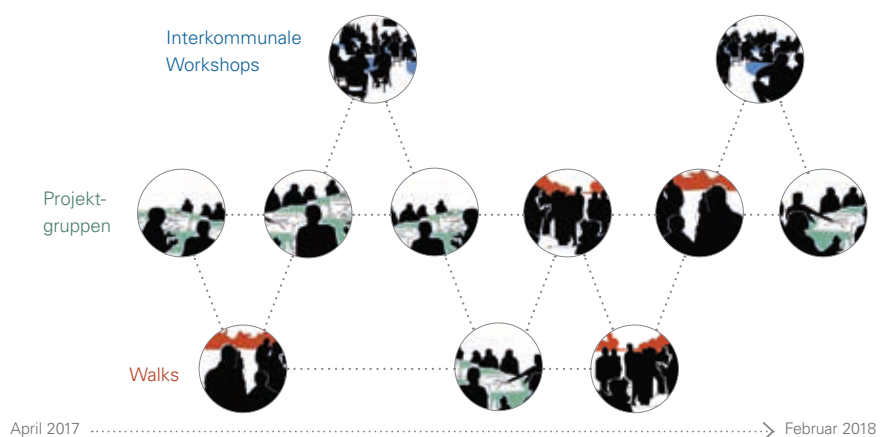 Interkommunale
Workshops
Projekt-
gruppen
Walks
April 2017
Februar 2018